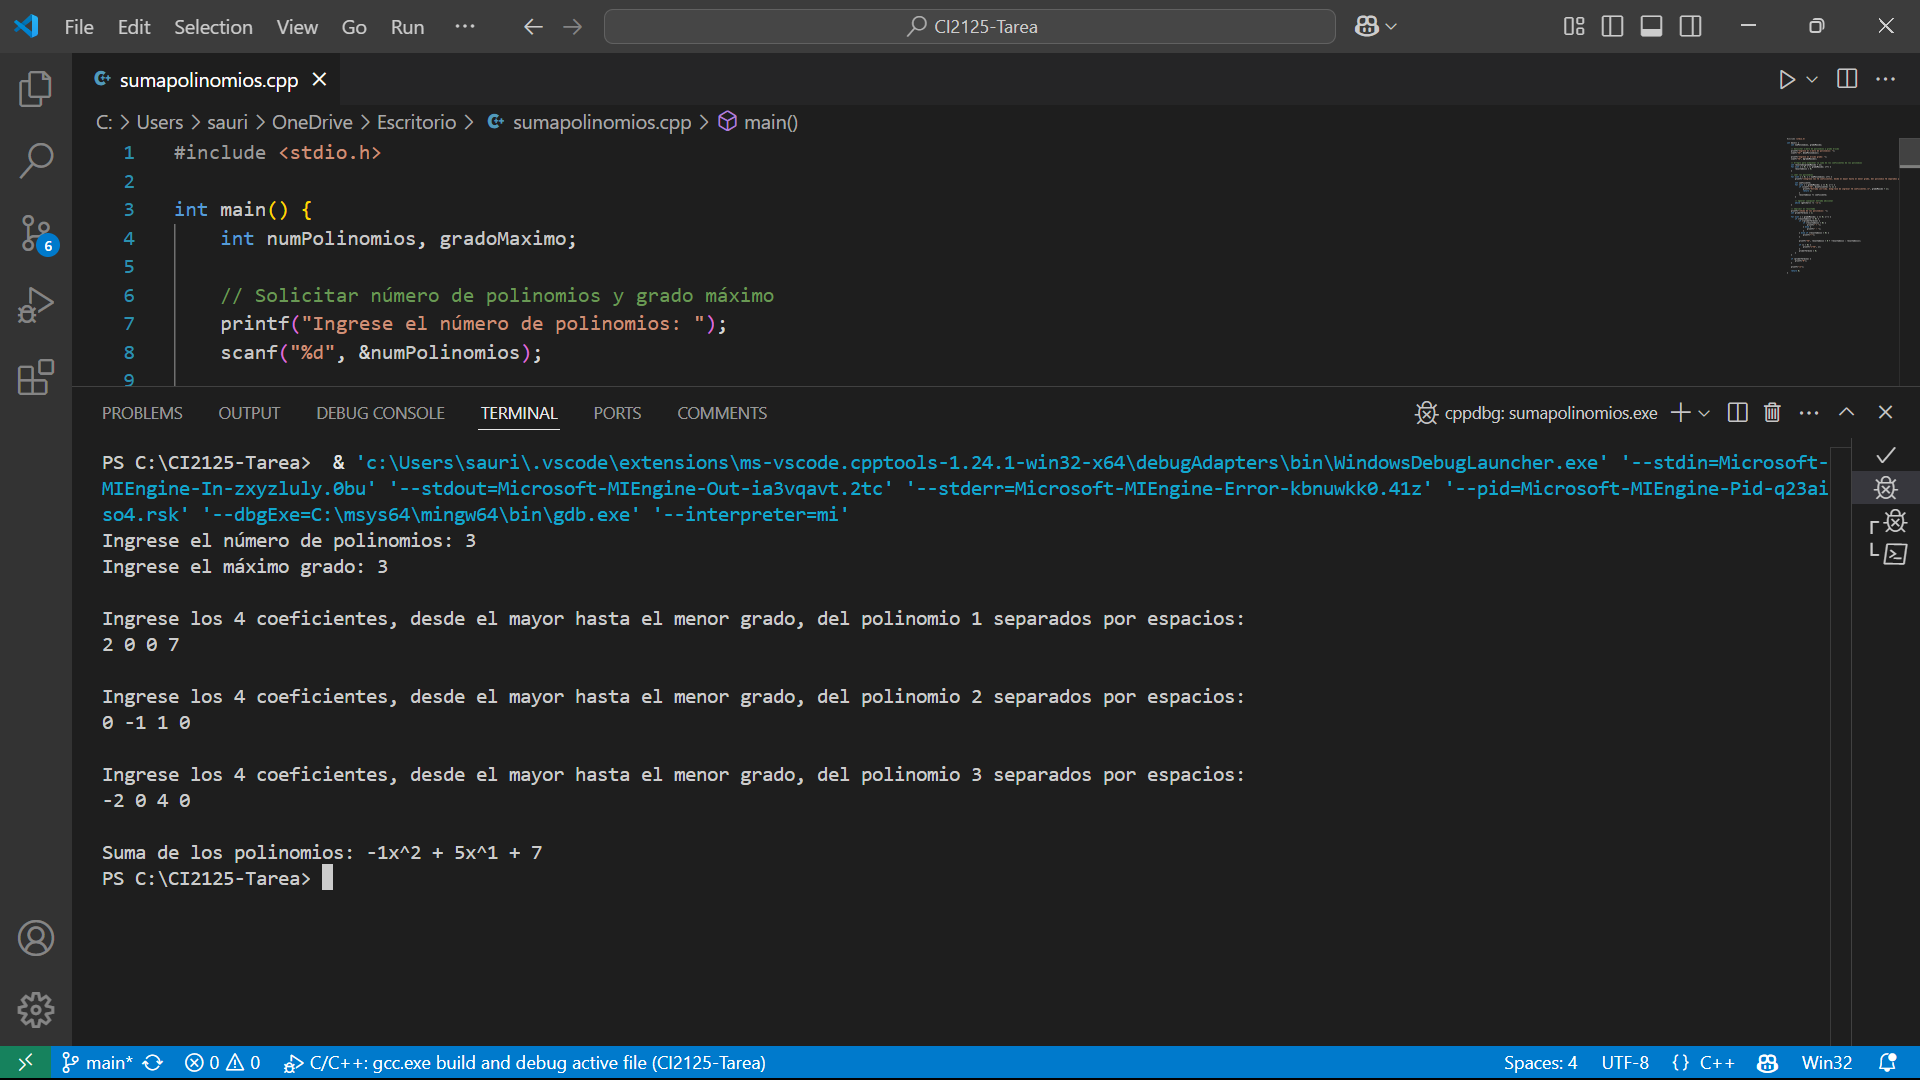 File Edit Selection View Go Run ··· CI2125-Tarea
sumapolinomios.cpp
C: > Users > sauri > OneDrive > Escritorio > sumapolinomios.cpp > main()
1 #include <stdio.h>
2
3 int main() {
4 int numPolinomios, gradoMaximo;
5
6 // Solicitar número de polinomios y grado máximo
7 printf("Ingrese el número de polinomios: ");
8 scanf("%d", &numPolinomios);
9
PROBLEMS OUTPUT DEBUG CONSOLE TERMINAL PORTS COMMENTS cppdbg: sumapolinomios.exe
PS C:\CI2125-Tarea>  & 'c:\Users\sauri\.vscode\extensions\ms-vscode.cpptools-1.24.1-win32-x64\debugAdapters\bin\WindowsDebugLauncher.exe' '--stdin=Microsoft-
MIEngine-In-zxyzluly.0bu' '--stdout=Microsoft-MIEngine-Out-ia3vqavt.2tc' '--stderr=Microsoft-MIEngine-Error-kbnuwkk0.41z' '--pid=Microsoft-MIEngine-Pid-q23ai
so4.rsk' '--dbgExe=C:\msys64\mingw64\bin\gdb.exe' '--interpreter=mi'
Ingrese el número de polinomios: 3
Ingrese el máximo grado: 3
Ingrese los 4 coeficientes, desde el mayor hasta el menor grado, del polinomio 1 separados por espacios:
2 0 0 7
Ingrese los 4 coeficientes, desde el mayor hasta el menor grado, del polinomio 2 separados por espacios:
0 -1 1 0
Ingrese los 4 coeficientes, desde el mayor hasta el menor grado, del polinomio 3 separados por espacios:
-2 0 4 0
Suma de los polinomios: -1x^2 + 5x^1 + 7
PS C:\CI2125-Tarea>
6
main* 0 0 C/C++: gcc.exe build and debug active file (CI2125-Tarea) Spaces: 4 UTF-8 {} C++ Win32